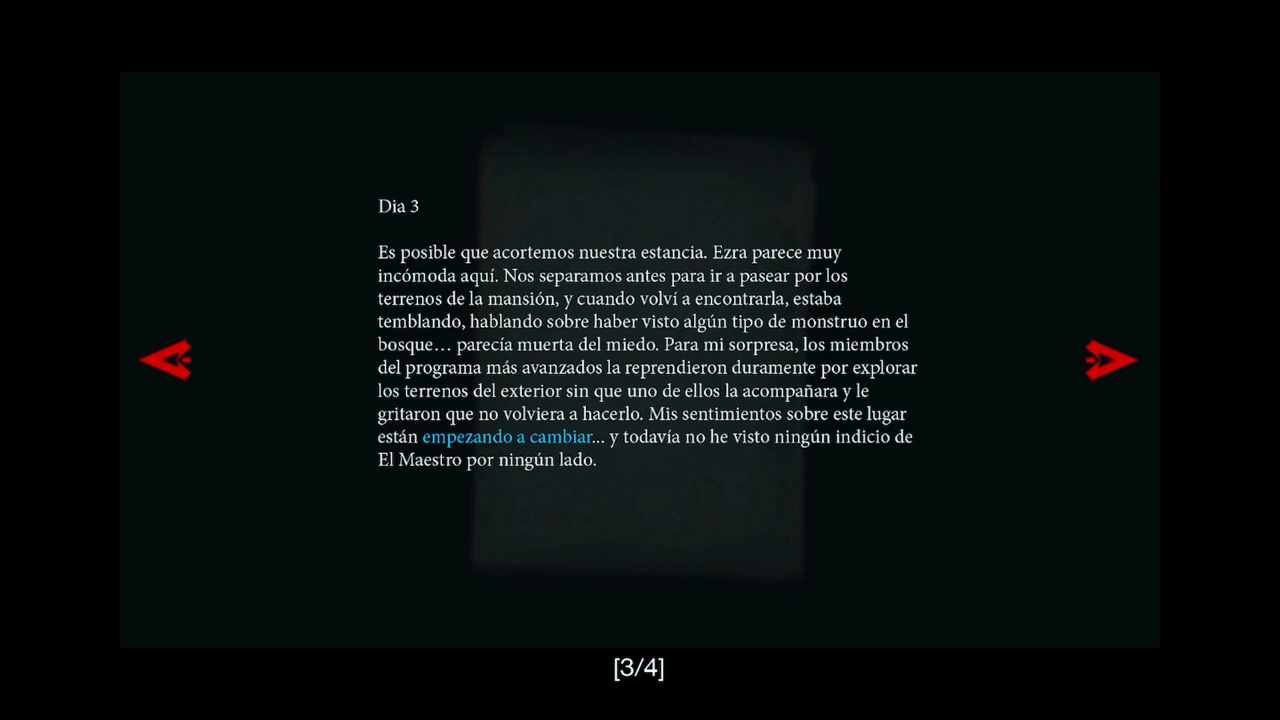 Dia 3
Es posible que acortemos nuestra estancia. Ezra parece muy
incómoda aquí. Nos separamos antes para ir a pasear por los
terrenos de la mansión, y cuando volví a encontrarla, estaba
temblando, hablando sobre haber visto algún tipo de monstruo en el
bosque... parecía muerta del miedo. Para mi sorpresa, los miembros
del programa más avanzados la reprendieron duramente por explorar
los terrenos del exterior sin que uno de ellos la acompañara y le
gritaron que no volviera a hacerlo. Mis sentimientos sobre este lugar
están empezando a cambiar... y todavía no he visto ningún indicio de
El Maestro por ningún lado.
[3/4]